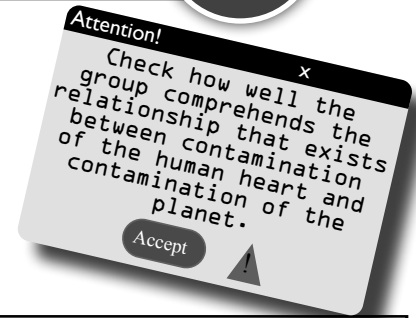 Attention!
x
Check how well the
group comprehends the
relationship that exists
between contamination
of the human heart and
contamination of the
planet.
Accept
!